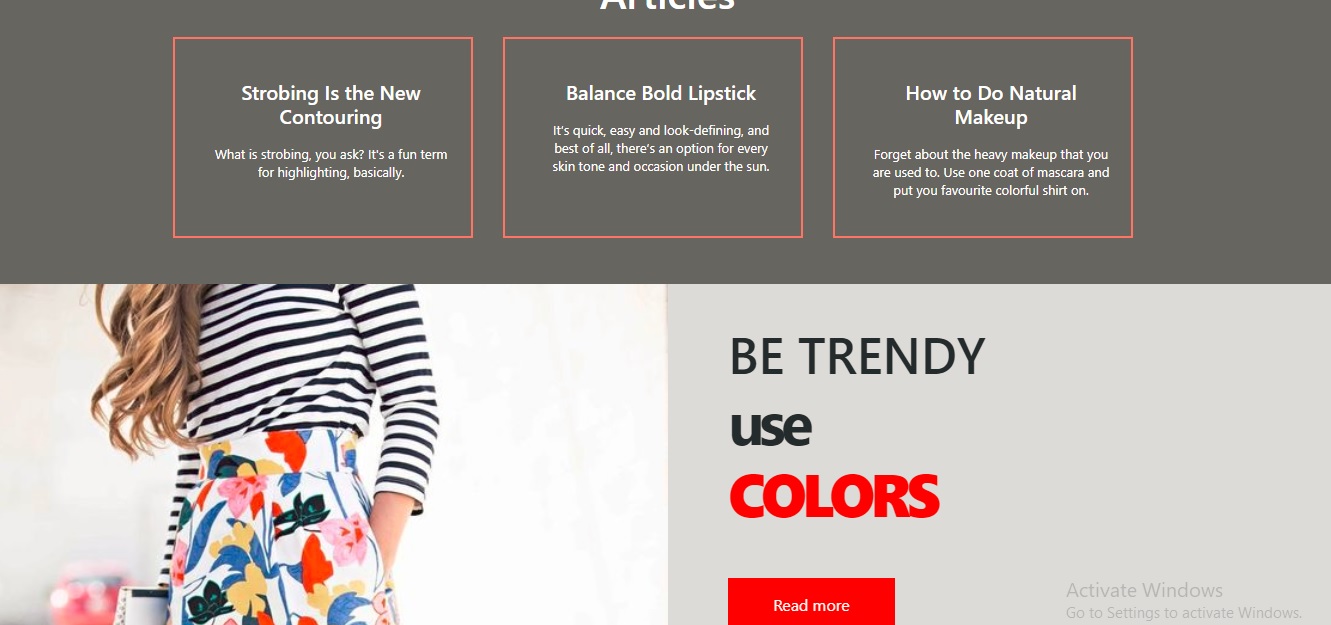 Articles
Strobing Is the New
Contouring
What is strobing, you ask? It's a fun term
for highlighting, basically.
Balance Bold Lipstick
It's quick, easy and look-defining, and
best of all, there's an option for every
skin tone and occasion under the sun.
How to Do Natural
Makeup
Forget about the heavy makeup that you
are used to. Use one coat of mascara and
put you favourite colorful shirt on.
BE TRENDY
use
COLORS
Read more
Activate Windows
Go to Settings to activate Windows.